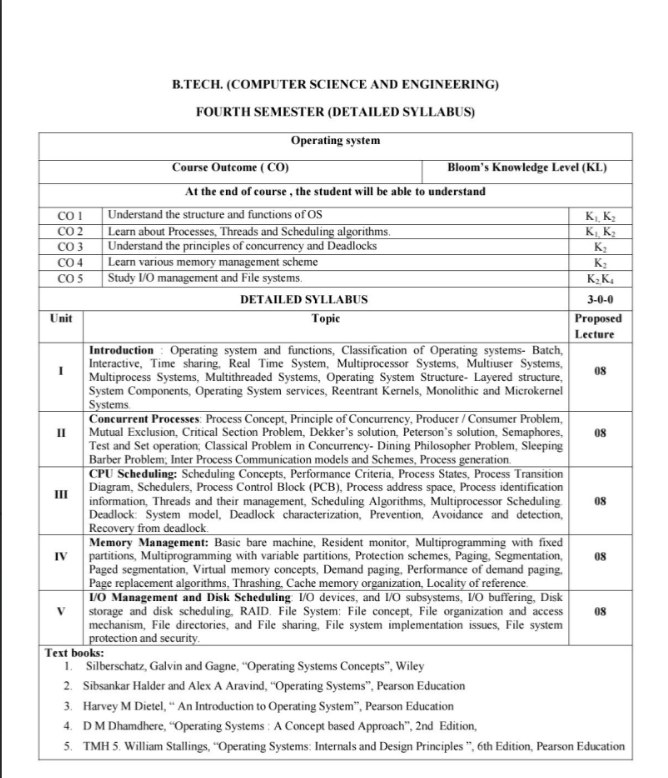 B.TECH. (COMPUTER SCIENCE AND ENGINEERING)
FOURTH SEMESTER (DETAILED SYLLABUS)
Operating system
Course Outcome ( CO) Bloom's Knowledge Level (KL)
At the end of course , the student will be able to understand
CO 1 Understand the structure and functions of OS K1, K2
CO 2 Learn about Processes, Threads and Scheduling algorithms. K1, K2
CO 3 Understand the principles of concurrency and Deadlocks K2
CO 4 Learn various memory management scheme K2
CO 5 Study I/O management and File systems. K2,K4
DETAILED SYLLABUS 3-0-0
Unit Topic Proposed
Lecture
I Introduction : Operating system and functions, Classification of Operating systems- Batch,
Interactive, Time sharing, Real Time System, Multiprocessor Systems, Multiuser Systems,
Multiprocess Systems, Multithreaded Systems, Operating System Structure- Layered structure,
System Components, Operating System services, Reentrant Kernels, Monolithic and Microkernel
Systems. 08
II Concurrent Processes: Process Concept, Principle of Concurrency, Producer / Consumer Problem,
Mutual Exclusion, Critical Section Problem, Dekker's solution, Peterson's solution, Semaphores,
Test and Set operation; Classical Problem in Concurrency- Dining Philosopher Problem, Sleeping
Barber Problem; Inter Process Communication models and Schemes, Process generation. 08
III CPU Scheduling: Scheduling Concepts, Performance Criteria, Process States, Process Transition
Diagram, Schedulers, Process Control Block (PCB), Process address space, Process identification
information, Threads and their management, Scheduling Algorithms, Multiprocessor Scheduling.
Deadlock: System model, Deadlock characterization, Prevention, Avoidance and detection,
Recovery from deadlock. 08
IV Memory Management: Basic bare machine, Resident monitor, Multiprogramming with fixed
partitions, Multiprogramming with variable partitions, Protection schemes, Paging, Segmentation,
Paged segmentation, Virtual memory concepts, Demand paging, Performance of demand paging,
Page replacement algorithms, Thrashing, Cache memory organization, Locality of reference. 08
V I/O Management and Disk Scheduling: I/O devices, and I/O subsystems, I/O buffering, Disk
storage and disk scheduling, RAID. File System: File concept, File organization and access
mechanism, File directories, and File sharing, File system implementation issues, File system
protection and security. 08
Text books:
1. Silberschatz, Galvin and Gagne, "Operating Systems Concepts", Wiley
2. Sibsankar Halder and Alex A Aravind, "Operating Systems", Pearson Education
3. Harvey M Dietel, " An Introduction to Operating System", Pearson Education
4. D M Dhamdhere, "Operating Systems : A Concept based Approach", 2nd Edition,
5. TMH 5. William Stallings, "Operating Systems: Internals and Design Principles ", 6th Edition, Pearson Education